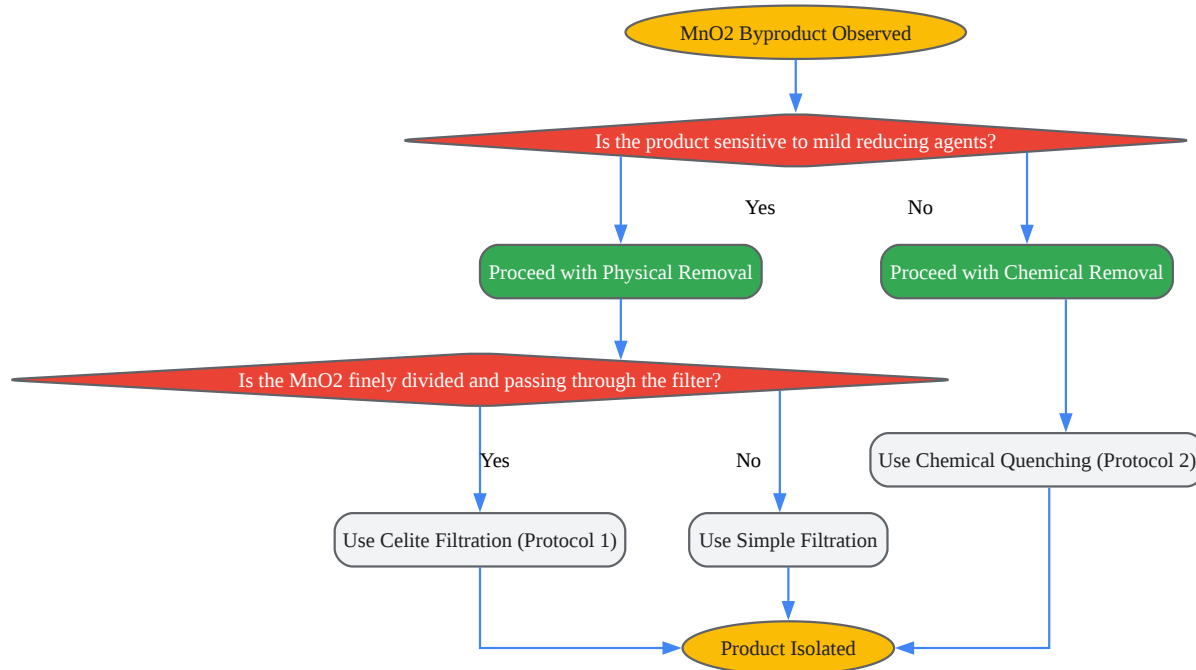 MnO2 Byproduct Observed
Is the product sensitive to mild reducing agents?
Yes
No
Proceed with Physical Removal
Proceed with Chemical Removal
Is the MnO2 finely divided and passing through the filter?
Yes
No
Use Chemical Quenching (Protocol 2)
Use Celite Filtration (Protocol 1)
Use Simple Filtration
Product Isolated